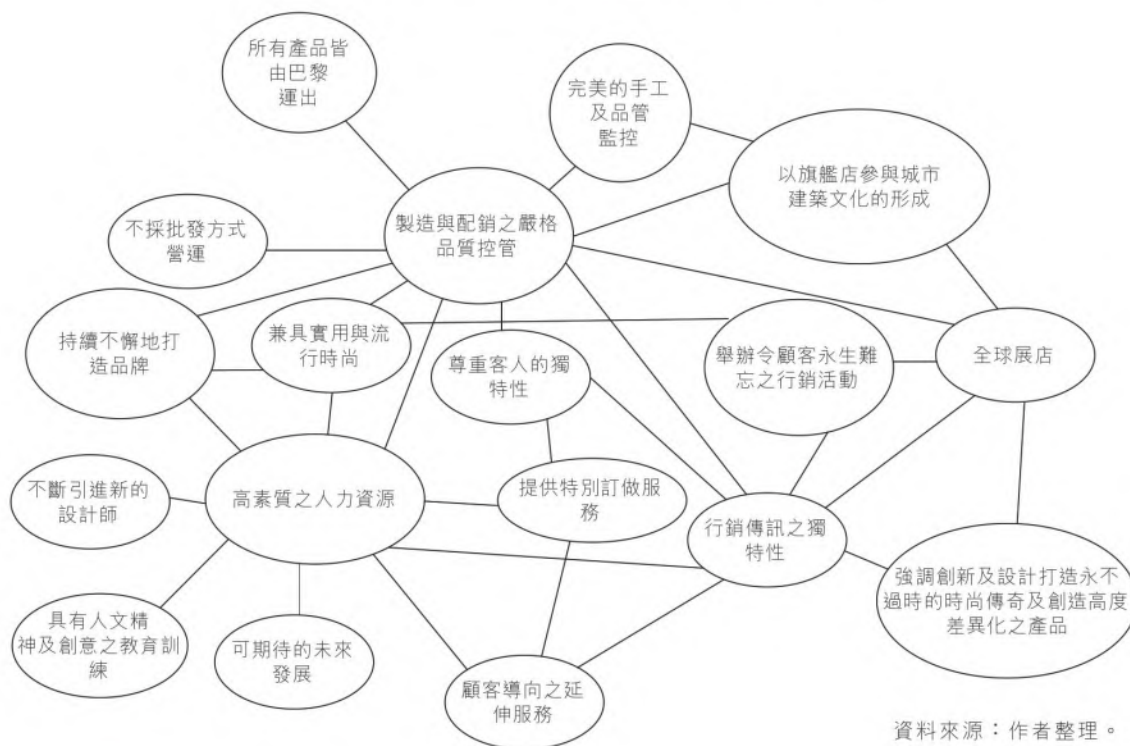 所有產品皆
由巴黎
運出
完美的手工
及品管
監控
以旗艦店參與城市
建築文化的形成
製造與配銷之嚴格
品質控管
不採批發方式
營運
持續不懈地打
造品牌
兼具實用與流
行時尚
尊重客人的獨
特性
舉辦令顧客永生難
忘之行銷活動
全球展店
不斷引進新的
設計師
高素質之人力資源
提供特別訂做服
務
行銷傳訊之獨
特性
強調創新及設計打造永不
過時的時尚傳奇及創造高度
差異化之產品
具有人文精
神及創意之教育訓
練
可期待的未來
發展
顧客導向之延
伸服務
資料來源：作者整理。